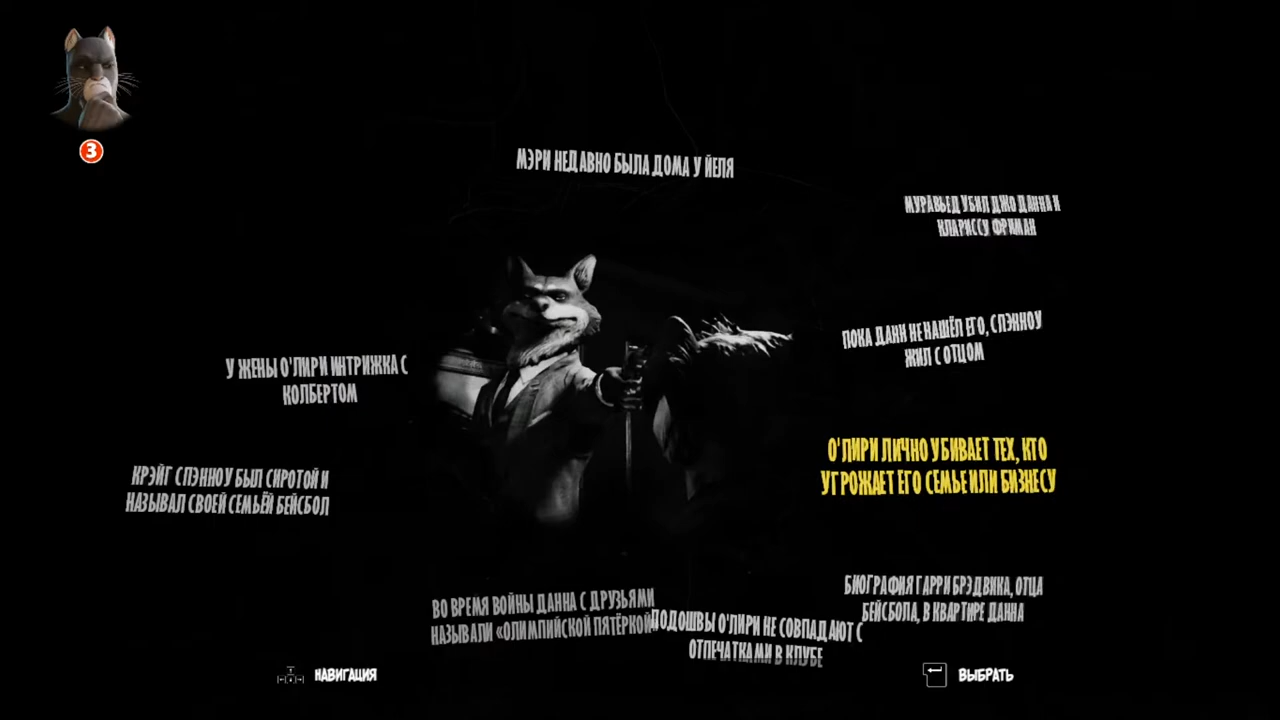 3
МЭРИ НЕДАВНО БЫЛА ДОМА У ЙЕЛЯ
МУРАВЬЕД УБИЛ ДЖО ДАННА И
КЛАРИССУ ФРИМАН
ПОКА ДАНН НЕ НАШЁЛ ЕГО, СПЭННОУ
ЖИЛ С ОТЦОМ
У ЖЕНЫ О'ЛИРИ ИНТРИЖКА С
КОЛБЕРТОМ
О'ЛИРИ ЛИЧНО УБИВАЕТ ТЕХ, КТО
УГРОЖАЕТ ЕГО СЕМЬЕ ИЛИ БИЗНЕСУ
КРЭЙГ СПЭННОУ БЫЛ СИРОТОЙ И
НАЗЫВАЛ СВОЕЙ СЕМЬЁЙ БЕЙСБОЛ
БИОГРАФИЯ ГАРРИ БРЭДВИКА, ОТЦА
БЕЙСБОЛА, В КВАРТИРЕ ДАННА
ВО ВРЕМЯ ВОЙНЫ ДАННА С ДРУЗЬЯМИ
НАЗЫВАЛИ «ОЛИМПИЙСКОЙ ПЯТЁРКОЙ»
ПОДОШВЫ О'ЛИРИ НЕ СОВПАДАЮТ С
ОТПЕЧАТКАМИ В КЛУБЕ
НАВИГАЦИЯ
ВЫБРАТЬ